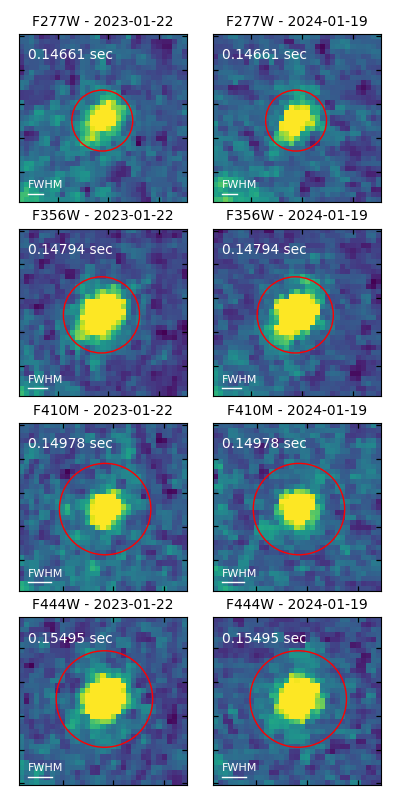 F277W - 2023-01-22
F277W - 2024-01-19
0.14661 sec
0.14661 sec
FWHM
FWHM
F356W - 2023-01-22
F356W - 2024-01-19
0.14794 sec
0.14794 sec
FWHM
FWHM
F410M - 2023-01-22
F410M - 2024-01-19
0.14978 sec
0.14978 sec
FWHM
FWHM
F444W - 2023-01-22
F444W - 2024-01-19
0.15495 sec
0.15495 sec
FWHM
FWHM